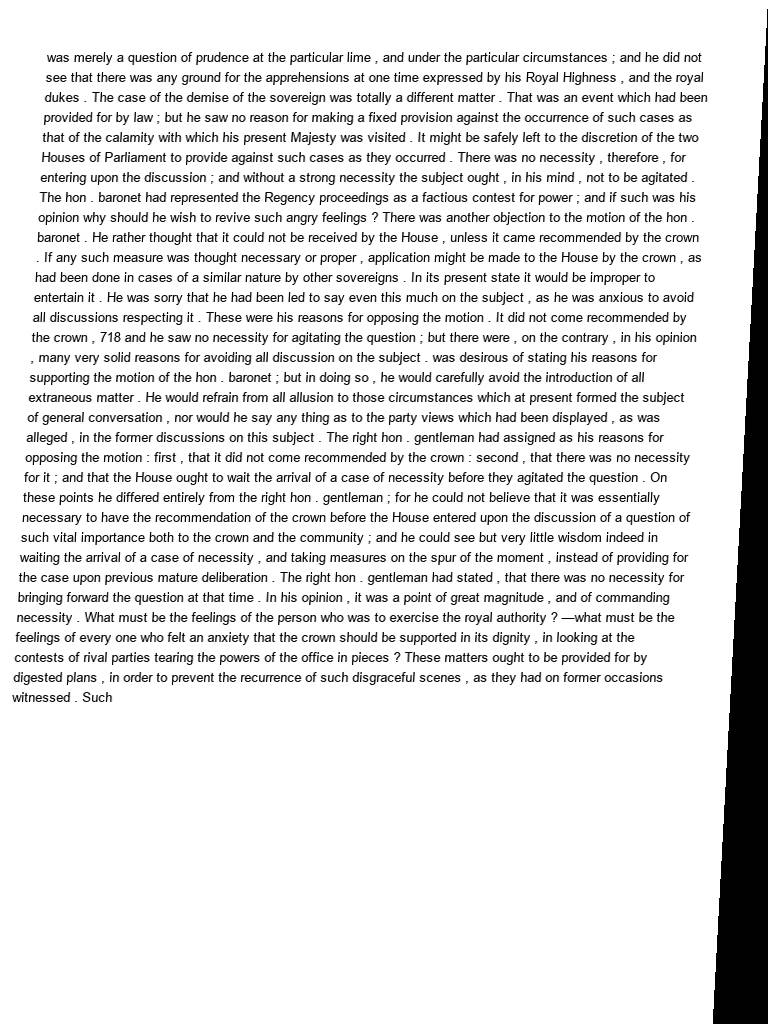 was merely a question of prudence at the particular lime , and under the particular circumstances ; and he did not
see that there was any ground for the apprehensions at one time expressed by his Royal Highness , and the royal
dukes . The case of the demise of the sovereign was totally a different matter . That was an event which had been
provided for by law ; but he saw no reason for making a fixed provision against the occurrence of such cases as
that of the calamity with which his present Majesty was visited . It might be safely left to the discretion of the two
Houses of Parliament to provide against such cases as they occurred . There was no necessity , therefore , for
entering upon the discussion ; and without a strong necessity the subject ought , in his mind , not to be agitated .
The hon . baronet had represented the Regency proceedings as a factious contest for power ; and if such was his
opinion why should he wish to revive such angry feelings ? There was another objection to the motion of the hon .
baronet . He rather thought that it could not be received by the House , unless it came recommended by the crown
. If any such measure was thought necessary or proper , application might be made to the House by the crown , as
had been done in cases of a similar nature by other sovereigns . In its present state it would be improper to
entertain it . He was sorry that he had been led to say even this much on the subject , as he was anxious to avoid
all discussions respecting it . These were his reasons for opposing the motion . It did not come recommended by
the crown , 718 and he saw no necessity for agitating the question ; but there were , on the contrary , in his opinion
, many very solid reasons for avoiding all discussion on the subject . was desirous of stating his reasons for
supporting the motion of the hon . baronet ; but in doing so , he would carefully avoid the introduction of all
extraneous matter . He would refrain from all allusion to those circumstances which at present formed the subject
of general conversation , nor would he say any thing as to the party views which had been displayed , as was
alleged , in the former discussions on this subject . The right hon . gentleman had assigned as his reasons for
opposing the motion : first , that it did not come recommended by the crown : second , that there was no necessity
for it ; and that the House ought to wait the arrival of a case of necessity before they agitated the question . On
these points he differed entirely from the right hon . gentleman ; for he could not believe that it was essentially
necessary to have the recommendation of the crown before the House entered upon the discussion of a question of
such vital importance both to the crown and the community ; and he could see but very little wisdom indeed in
waiting the arrival of a case of necessity , and taking measures on the spur of the moment , instead of providing for
the case upon previous mature deliberation . The right hon . gentleman had stated , that there was no necessity for
bringing forward the question at that time . In his opinion , it was a point of great magnitude , and of commanding
necessity . What must be the feelings of the person who was to exercise the royal authority ? —what must be the
feelings of every one who felt an anxiety that the crown should be supported in its dignity , in looking at the
contests of rival parties tearing the powers of the office in pieces ? These matters ought to be provided for by
digested plans , in order to prevent the recurrence of such disgraceful scenes , as they had on former occasions
witnessed . Such